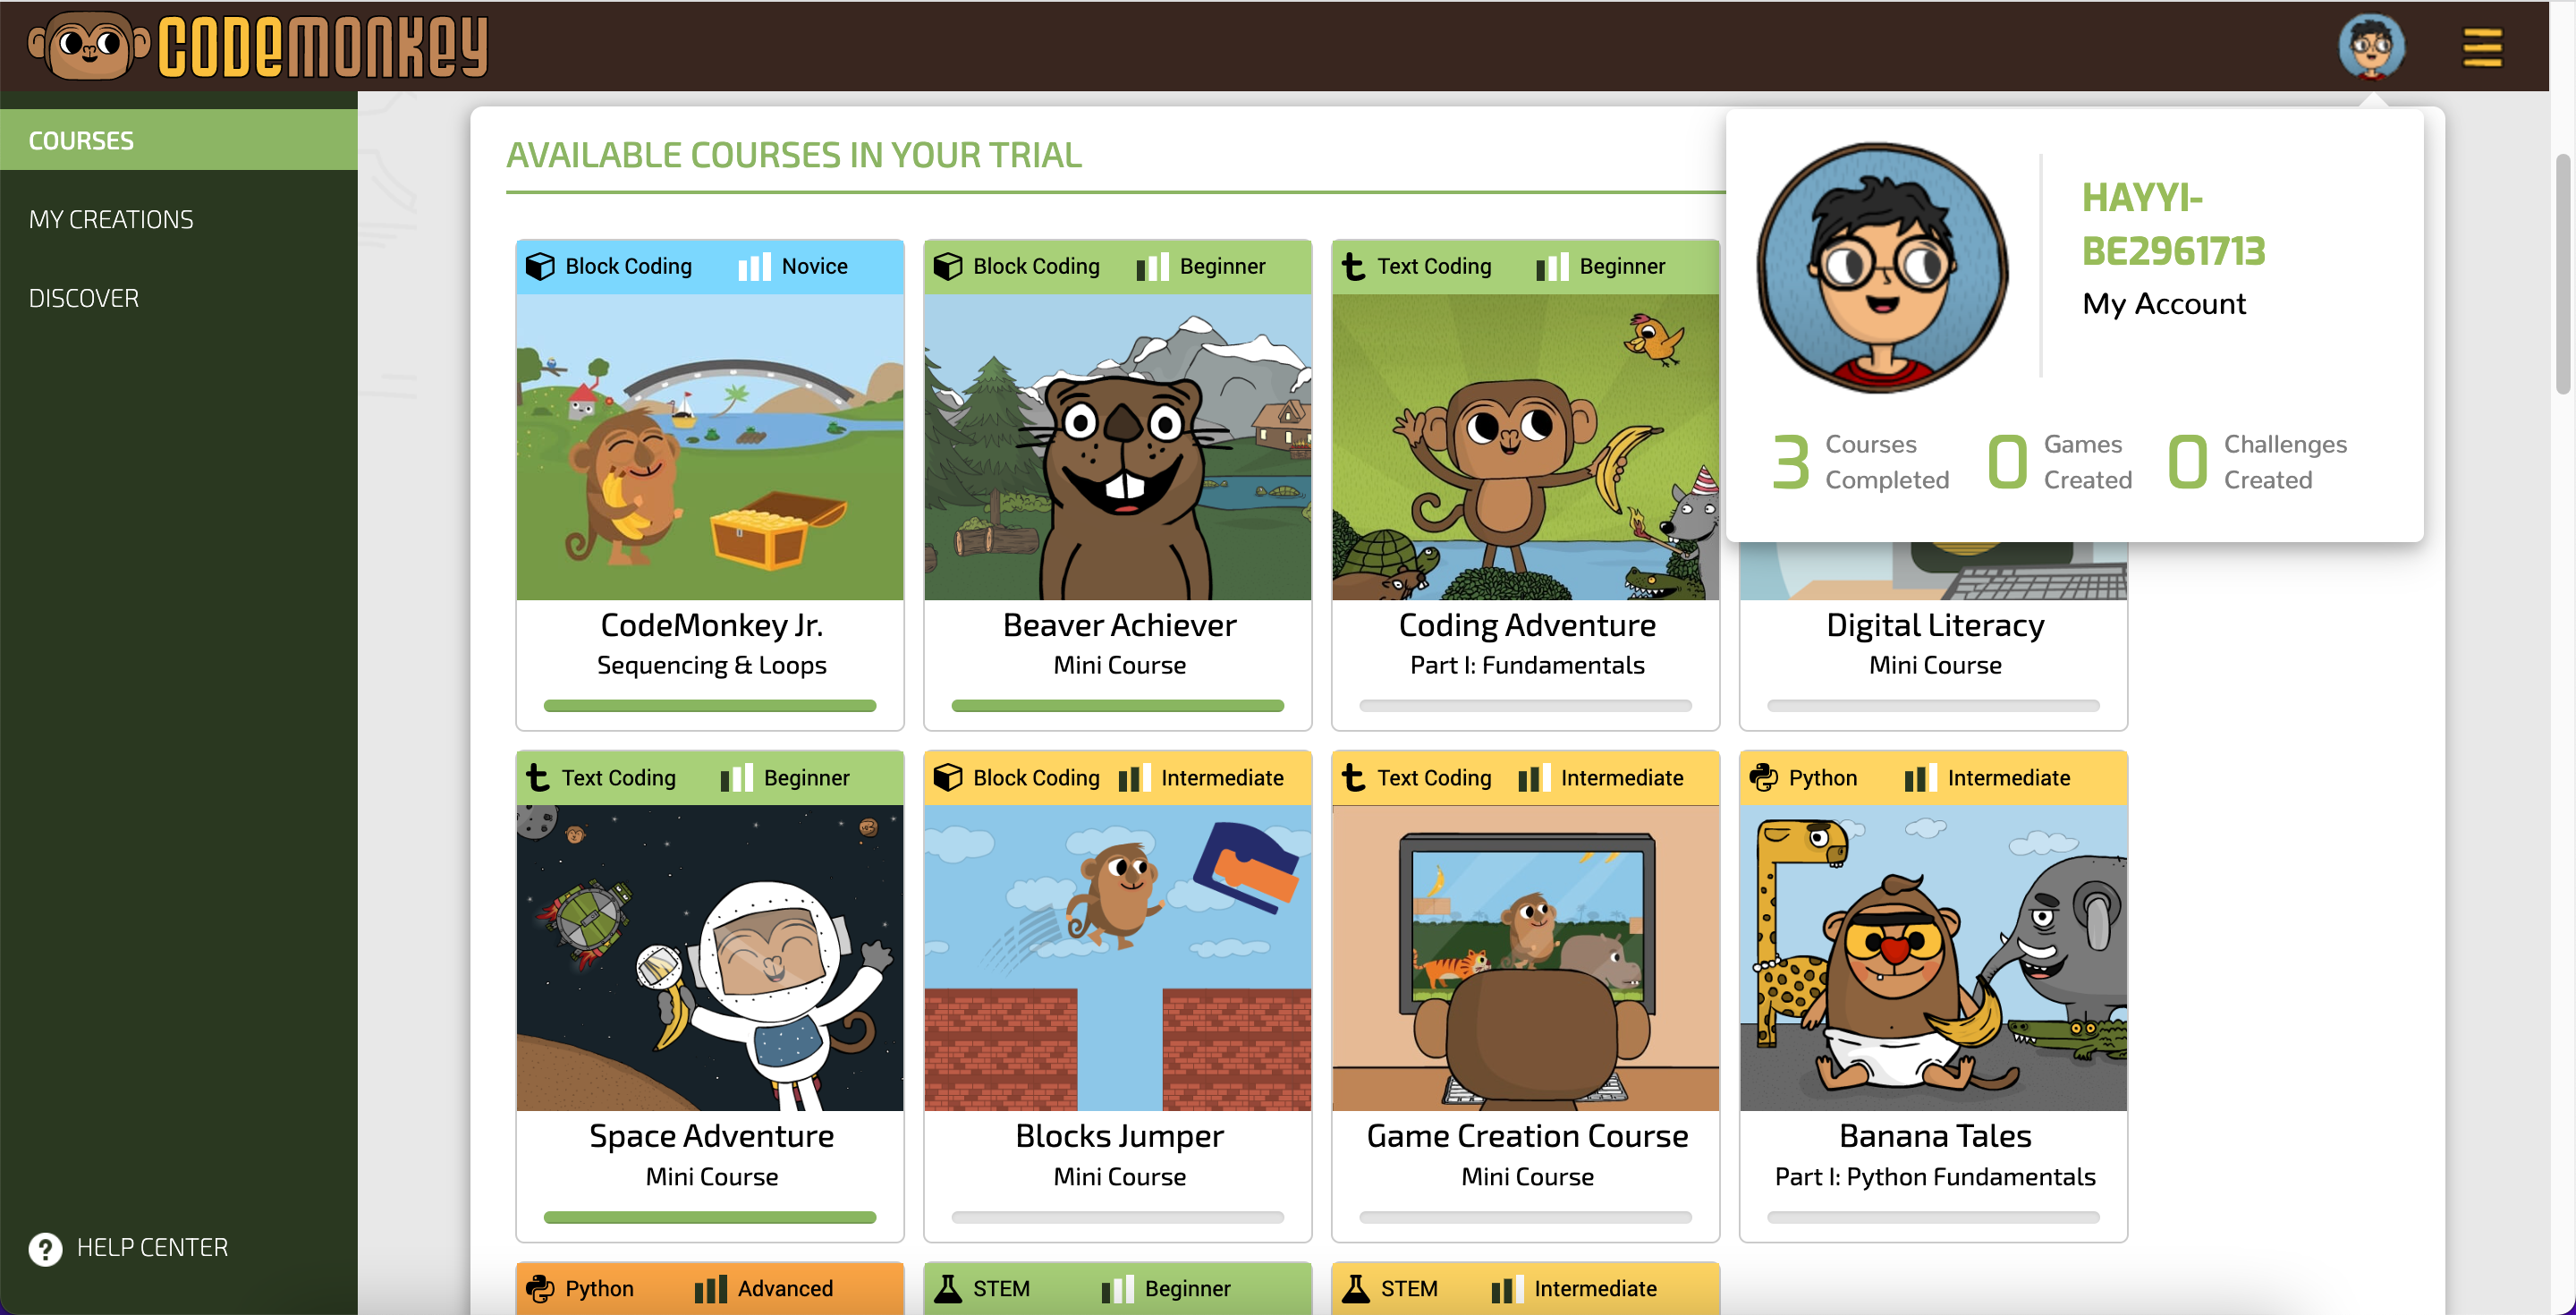 CODEMONKEY
COURSES
MY CREATIONS
DISCOVER
HELP CENTER
AVAILABLE COURSES IN YOUR TRIAL
HAYYI-
BE2961713
My Account
3 Courses Completed
0 Games Created
0 Challenges Created
Block Coding Novice
CodeMonkey Jr.
Sequencing & Loops
Block Coding Beginner
Beaver Achiever
Mini Course
Text Coding Beginner
Coding Adventure
Part I: Fundamentals
Digital Literacy
Mini Course
Text Coding Beginner
Space Adventure
Mini Course
Block Coding Intermediate
Blocks Jumper
Mini Course
Text Coding Intermediate
Game Creation Course
Mini Course
Python Intermediate
Banana Tales
Part I: Python Fundamentals
Python Advanced
STEM Beginner
STEM Intermediate